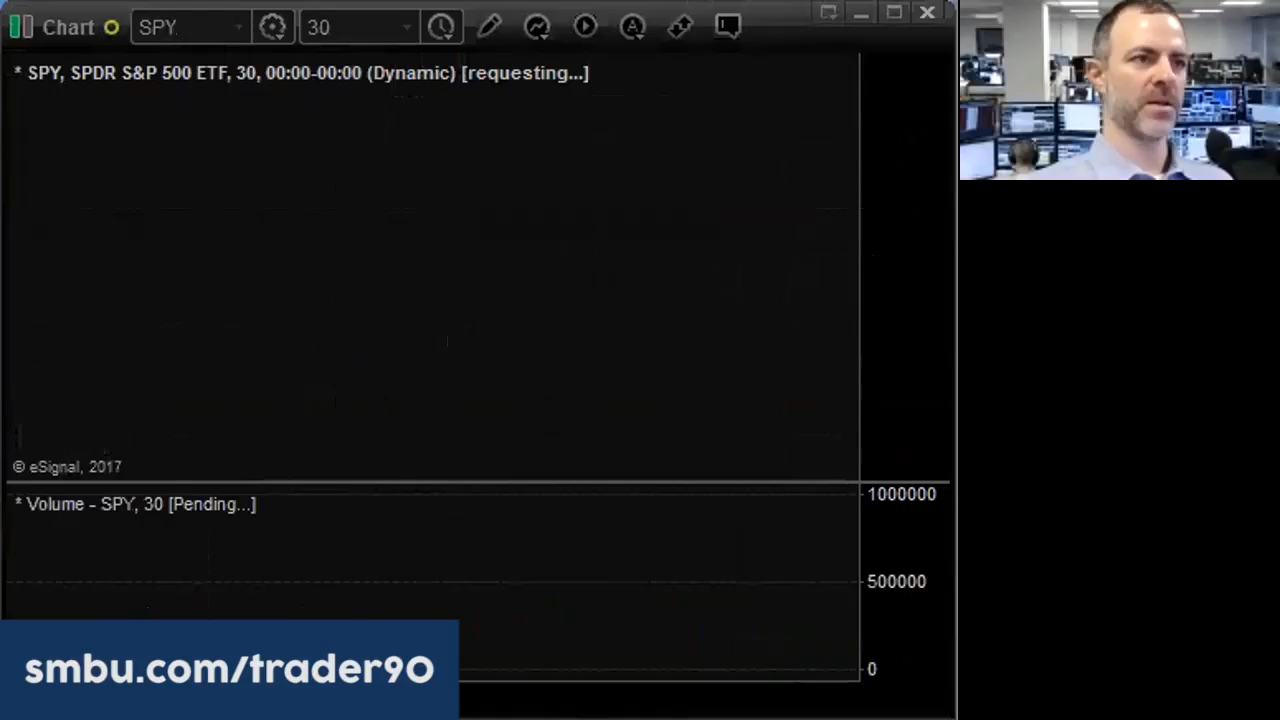 Chart SPY 30
* SPY, SPDR S&P 500 ETF, 30, 00:00-00:00 (Dynamic) [requesting...]
© eSignal, 2017
* Volume - SPY, 30 [Pending...]
1000000
500000
0
smbu.com/trader90